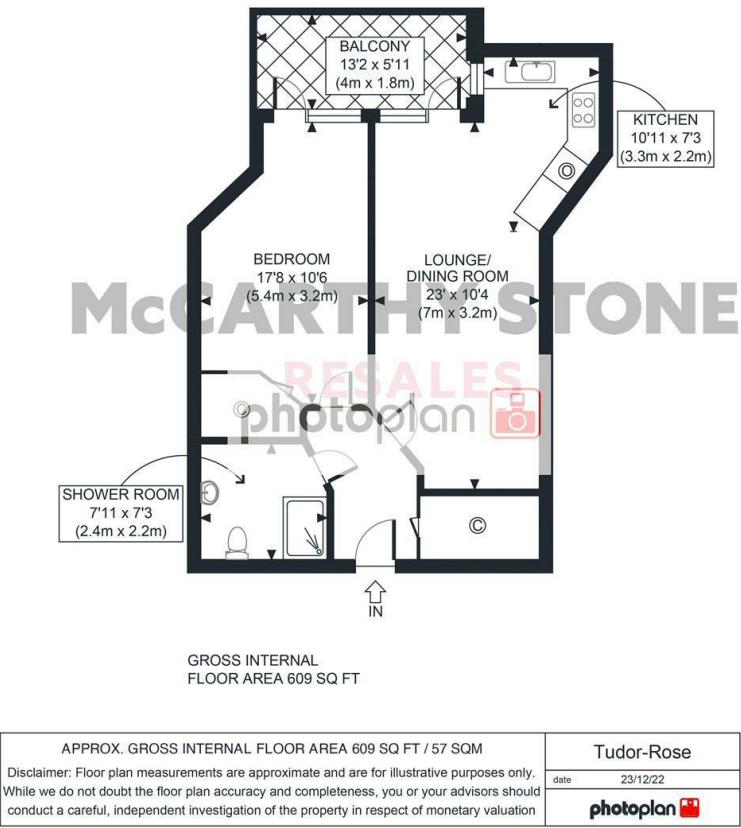 BALCONY
13'2 x 5'11
(4m x 1.8m)
KITCHEN
10'11 x 7'3
(3.3m x 2.2m)
BEDROOM
17'8 x 10'6
(5.4m x 3.2m)
LOUNGE/
DINING ROOM
23' x 10'4
(7m x 3.2m)
McCARTHY STONE
RESALES
photoplan
C
SHOWER ROOM
7'11 x 7'3
(2.4m x 2.2m)
C
IN
GROSS INTERNAL
FLOOR AREA 609 SQ FT
APPROX. GROSS INTERNAL FLOOR AREA 609 SQ FT / 57 SQM
Disclaimer: Floor plan measurements are approximate and are for illustrative purposes only.
While we do not doubt the floor plan accuracy and completeness, you or your advisors should
conduct a careful, independent investigation of the property in respect of monetary valuation
Tudor-Rose
date 23/12/22
photoplan